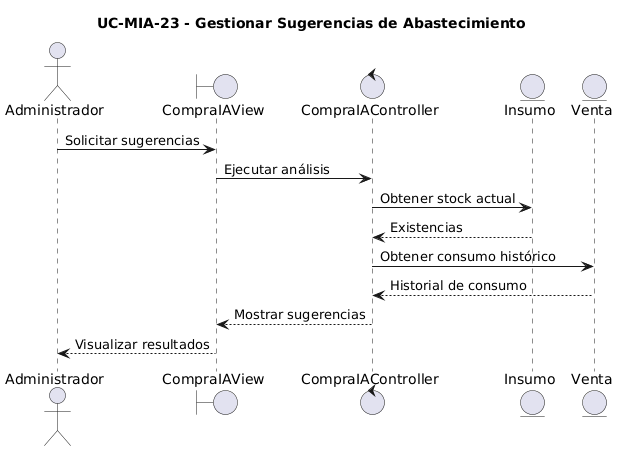 UC-MIA-23 - Gestionar Sugerencias de Abastecimiento
Administrador CompraIAView CompraIAController Insumo Venta
Solicitar sugerencias
Ejecutar análisis
Obtener stock actual
Existencias
Obtener consumo histórico
Historial de consumo
Mostrar sugerencias
Visualizar resultados
Administrador CompraIAView CompraIAController Insumo Venta